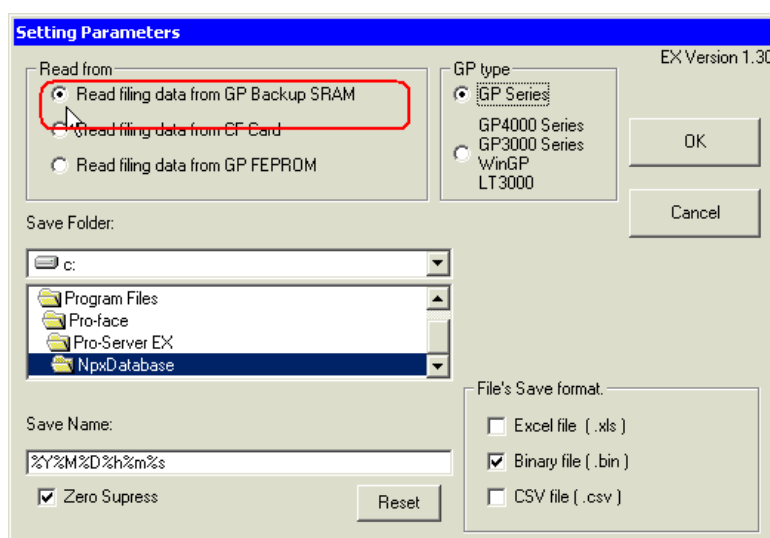 Setting Parameters
EX Version 1.30
Read from
Read filing data from GP Backup SRAM
Read filing data from CF Card
Read filing data from GP FEPROM
GP type
GP Series
GP4000 Series
GP3000 Series
WinGP
LT3000
OK
Cancel
Save Folder:
c:
Program Files
Pro-face
Pro-Server EX
NpxDatabase
Save Name:
%Y%M%D%h%m%s
Zero Supress
Reset
File's Save format.
Excel file ( .xls )
Binary file ( .bin )
CSV file ( .csv )